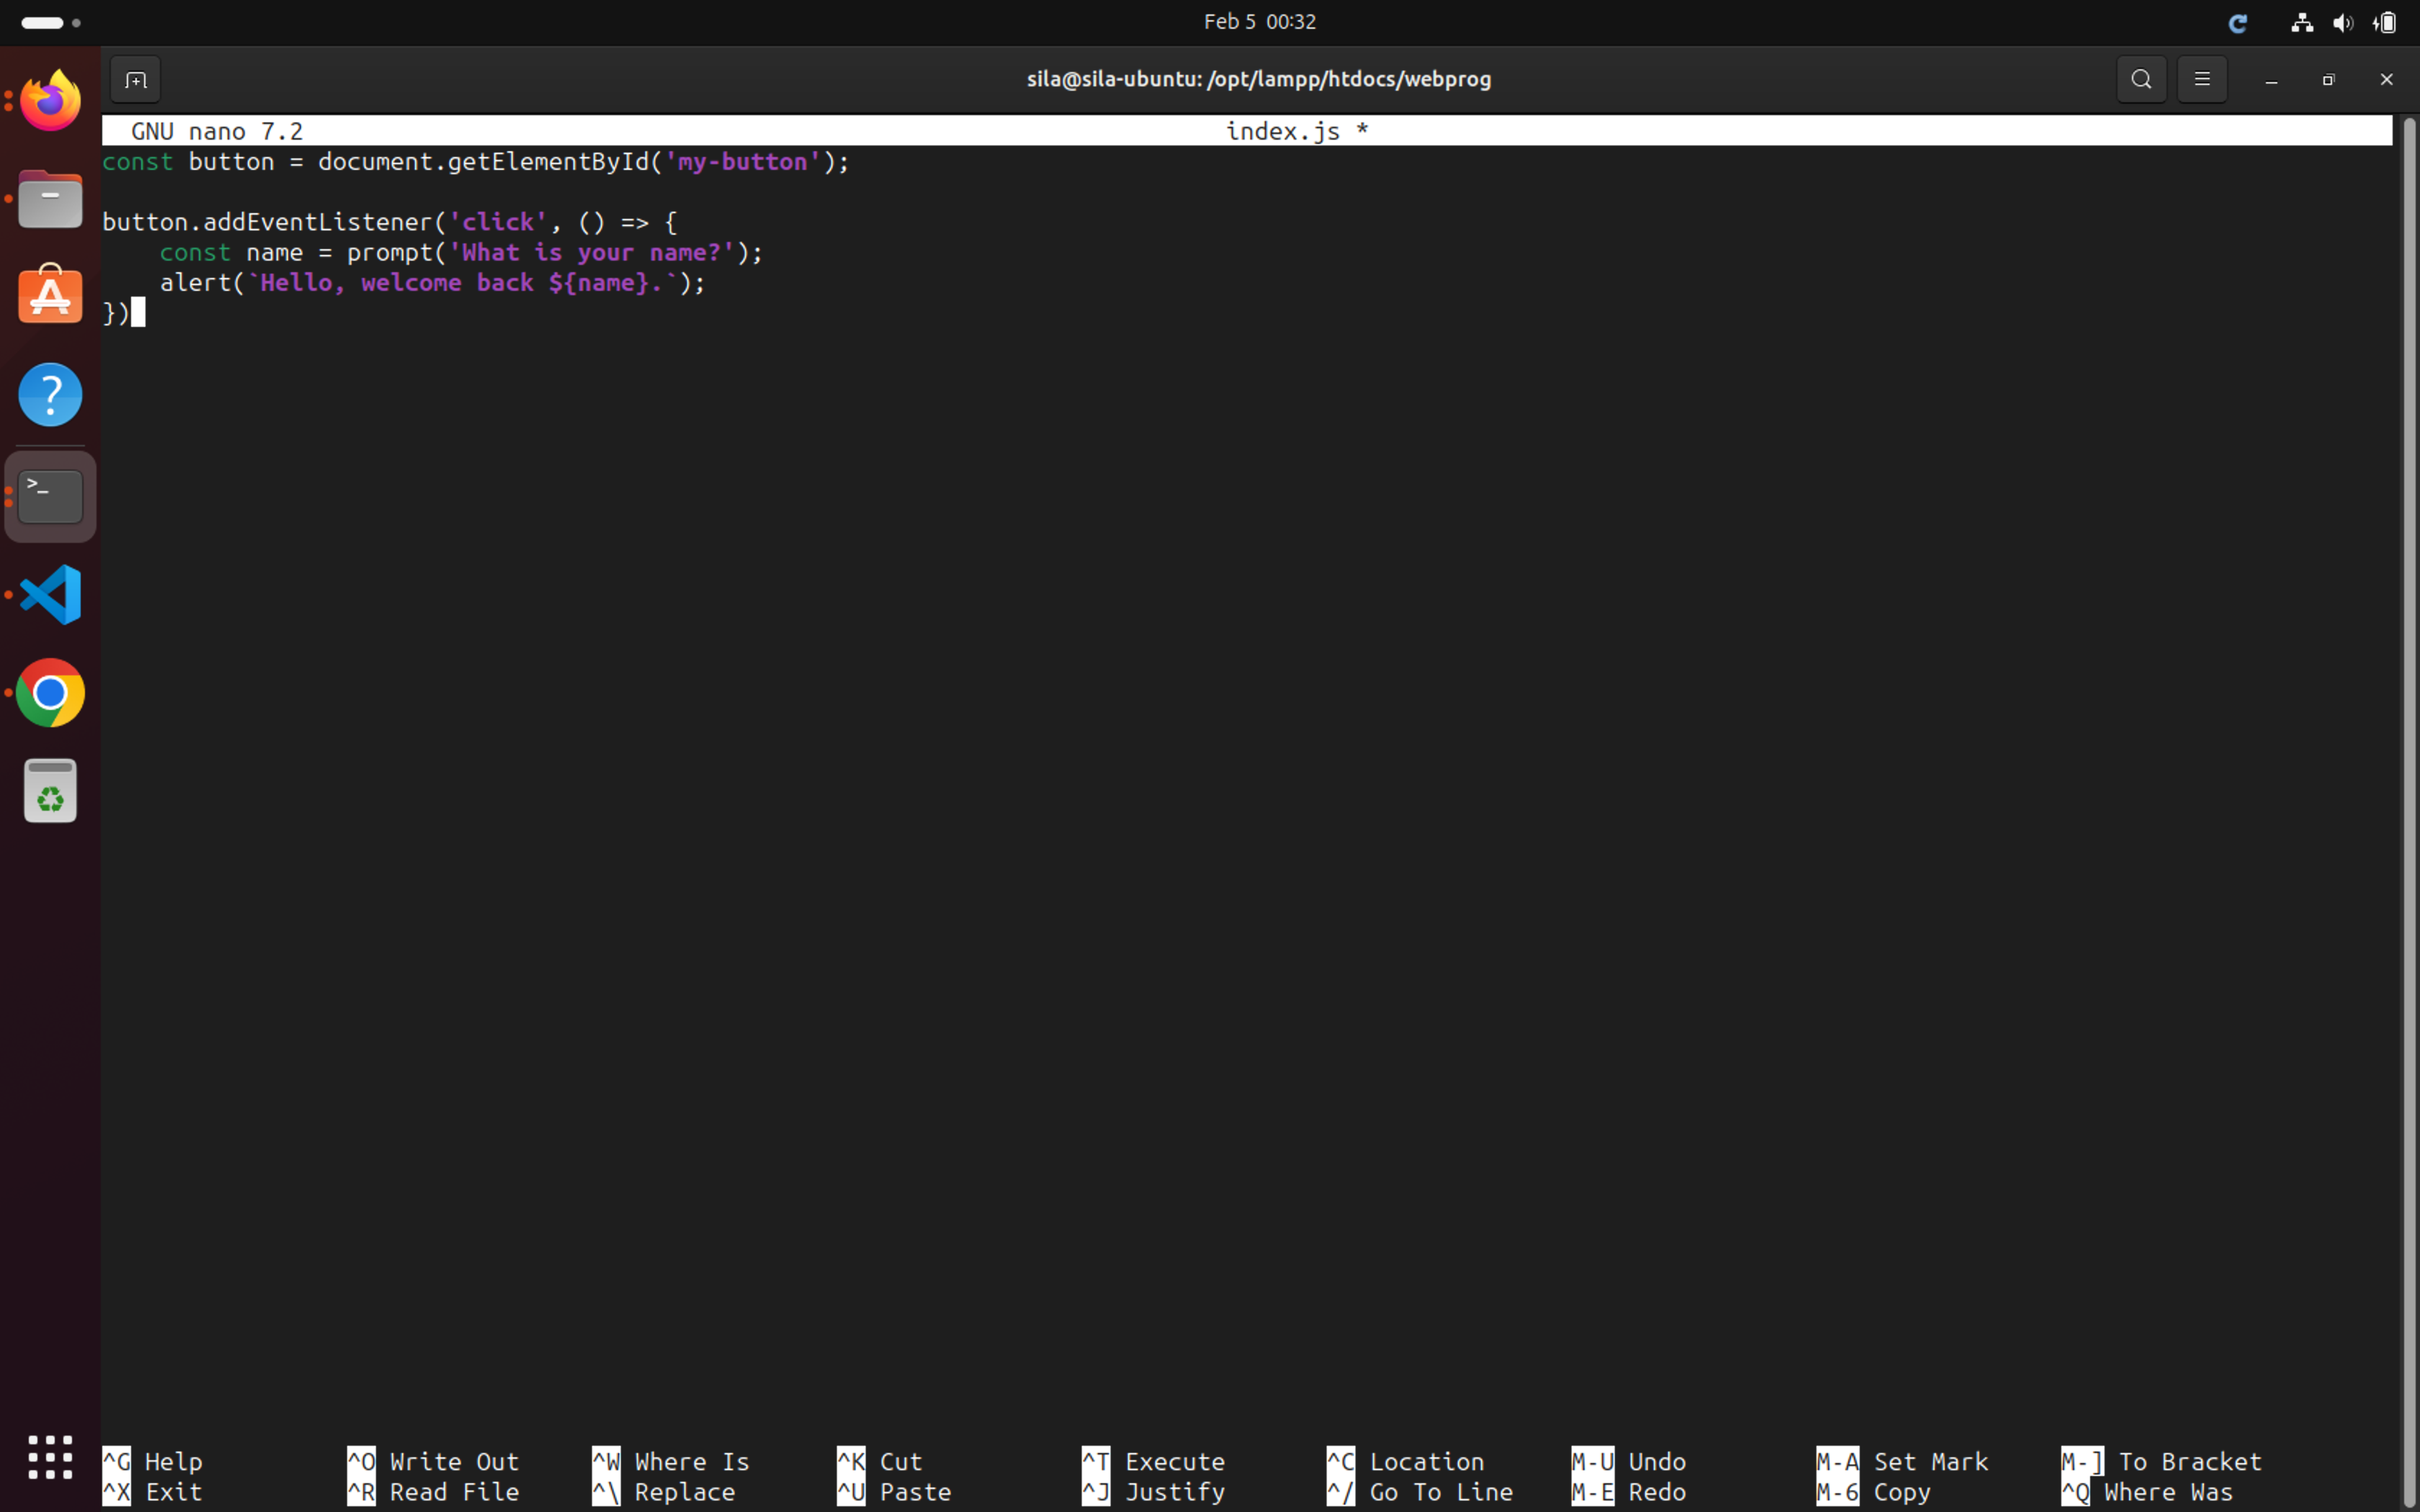 Feb 5 00:32
sila@sila-ubuntu: /opt/lampp/htdocs/webprog
GNU nano 7.2 index.js *
const button = document.getElementById('my-button');
button.addEventListener('click', () => {
    const name = prompt('What is your name?');
    alert(`Hello, welcome back ${name}.`);
})
^G Help ^O Write Out ^W Where Is ^K Cut ^T Execute ^C Location M-U Undo M-A Set Mark M-] To Bracket
^X Exit ^R Read File ^\ Replace ^U Paste ^J Justify ^/ Go To Line M-E Redo M-6 Copy ^Q Where Was